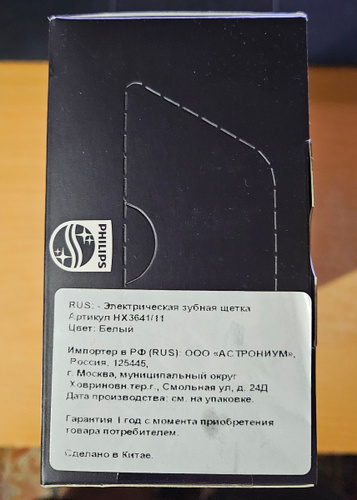 PHILIPS
RUS: - Электрическая зубная щетка
Артикул HX3641/11
Цвет: Белый
Импортер в РФ (RUS): ООО «АСТРОНИУМ»,
Россия, 125445,
г. Москва, муниципальный округ
Ховриновн.тер.г., Смольная ул, д. 24Д
Дата производства: см. на упаковке.
Гарантия 1 год с момента приобретения
товара потребителем.
Сделано в Китае.